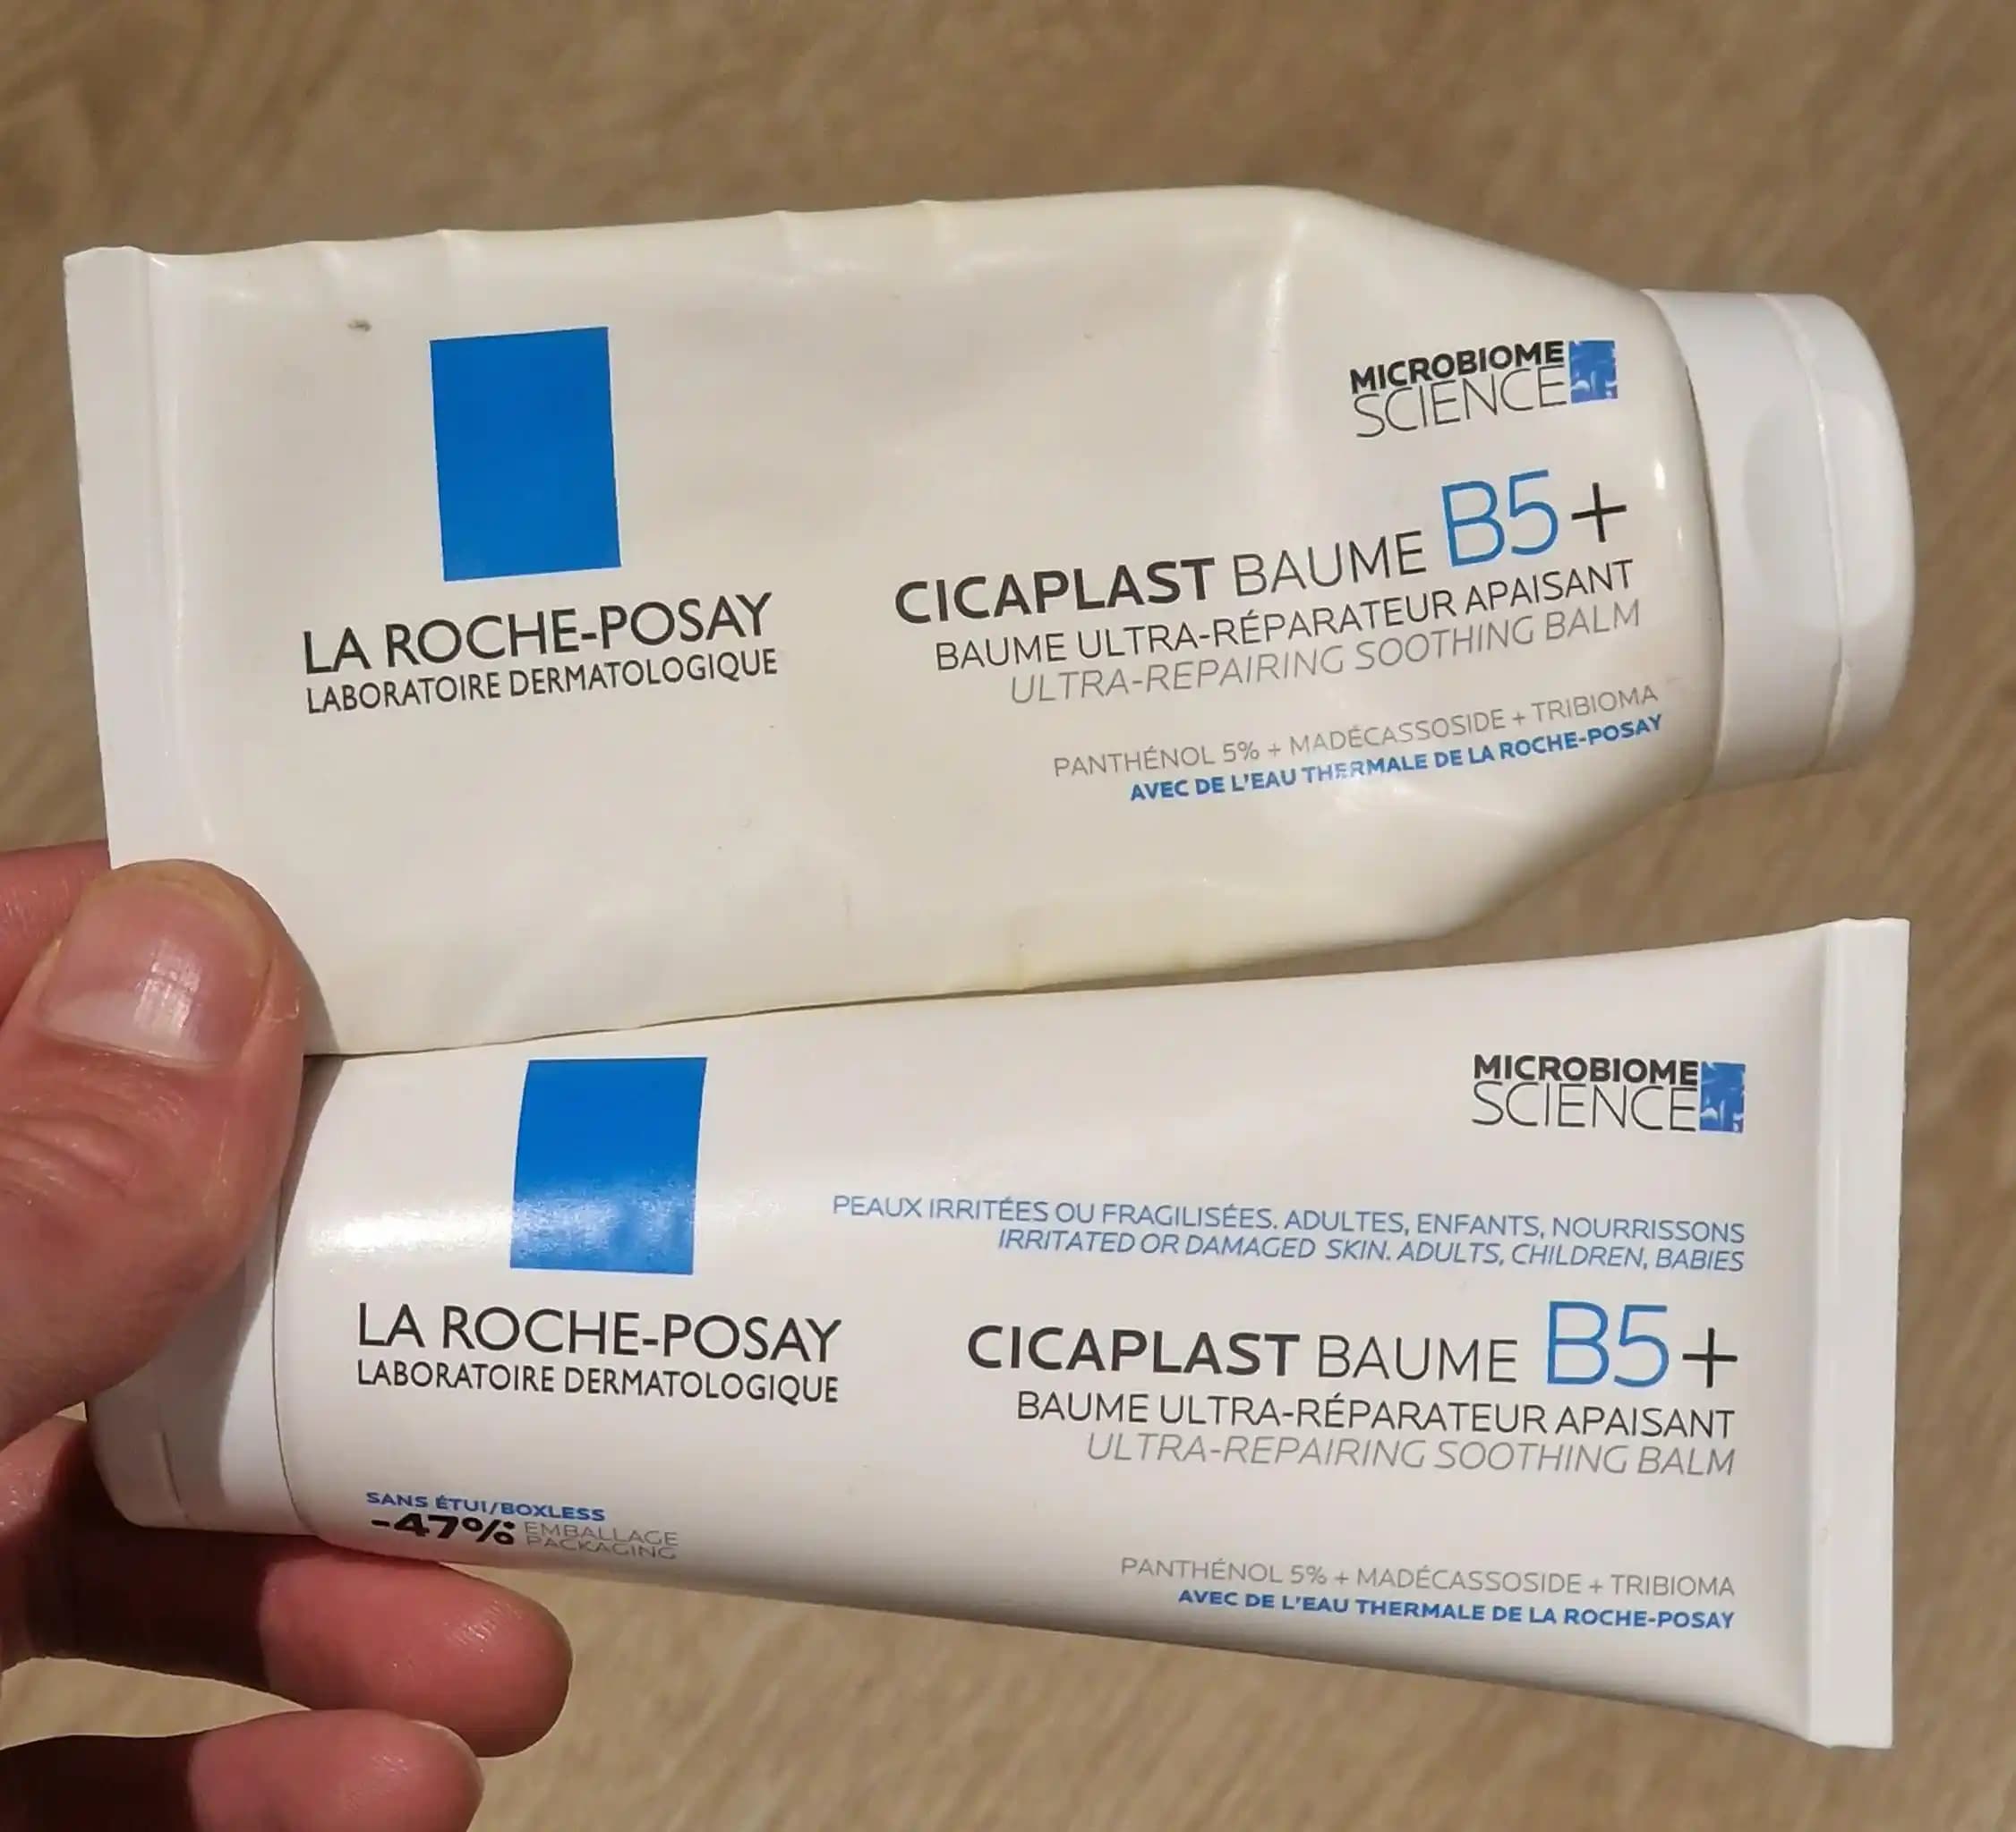 MICROBIOME
SCIENCE
LA ROCHE-POSAY
LABORATOIRE DERMATOLOGIQUE
CICAPLAST BAUME B5+
BAUME ULTRA-RÉPARATEUR APAISANT
ULTRA-REPAIRING SOOTHING BALM
PANTHÉNOL 5% + MADÉCASSOSIDE + TRIBIOMA
AVEC DE L'EAU THERMALE DE LA ROCHE-POSAY
MICROBIOME
SCIENCE
PEAUX IRRITÉES OU FRAGILISÉES. ADULTES, ENFANTS, NOURRISSONS
IRRITATED OR DAMAGED SKIN. ADULTS, CHILDREN, BABIES
LA ROCHE-POSAY
LABORATOIRE DERMATOLOGIQUE
CICAPLAST BAUME B5+
BAUME ULTRA-RÉPARATEUR APAISANT
ULTRA-REPAIRING SOOTHING BALM
SANS ÉTUI/BOXLESS
-47%* EMBALLAGE
PACKAGING
PANTHÉNOL 5% + MADÉCASSOSIDE + TRIBIOMA
AVEC DE L'EAU THERMALE DE LA ROCHE-POSAY